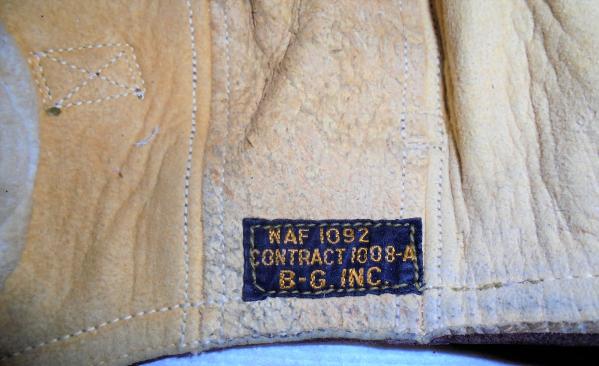 NAF 1092
CONTRACT 1008-A
B-G. INC.